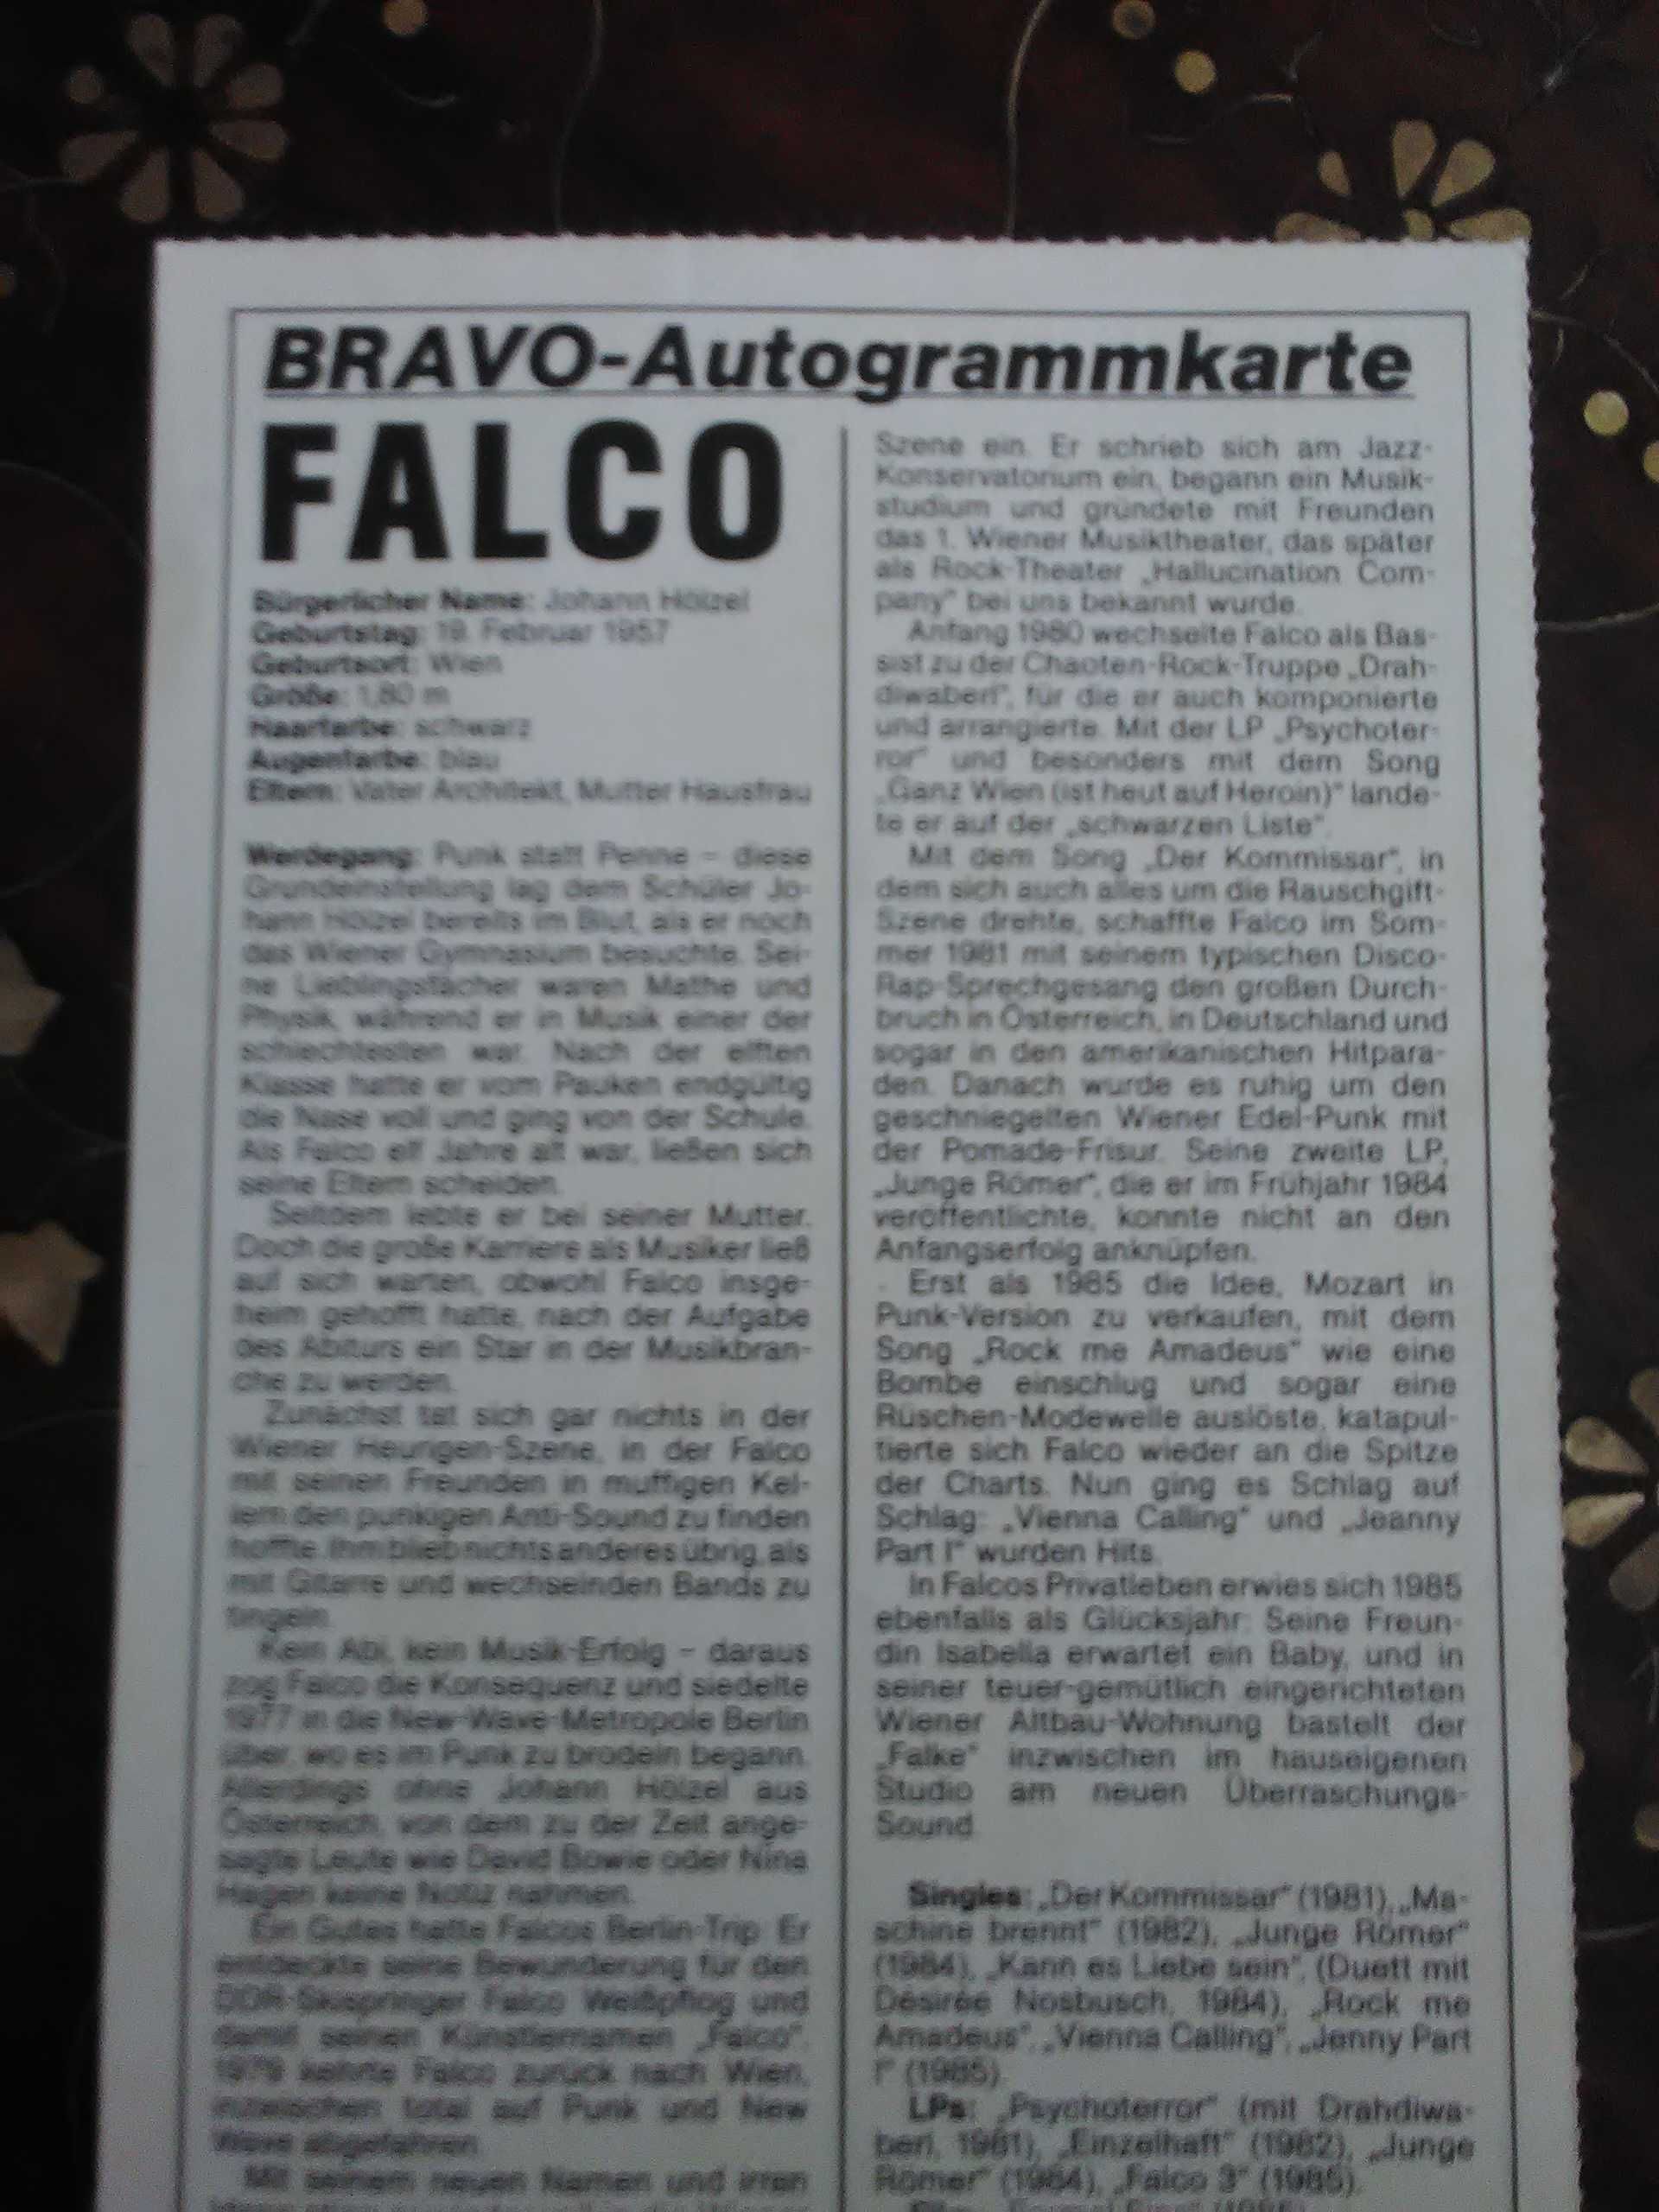 BRAVO-Autogrammkarte
FALCO
Bürgerlicher Name: Johann Hölzel
Geburtstag: 19. Februar 1957
Geburtsort: Wien
Größe: 1,80 m
Haarfarbe: schwarz
Augenfarbe: blau
Eltern: Vater Architekt, Mutter Hausfrau
Werdegang: Punk statt Penne – diese
Grundeinstellung lag dem Schüler Jo-
hann Hölzel bereits im Blut, als er noch
das Wiener Gymnasium besuchte. Sei-
ne Lieblingsfächer waren Mathe und
Physik, während er in Musik einer der
schlechtesten war. Nach der elften
Klasse hatte er vom Pauken endgültig
die Nase voll und ging von der Schule.
Als Falco elf Jahre alt war, ließen sich
seine Eltern scheiden.
Seitdem lebte er bei seiner Mutter.
Doch die große Karriere als Musiker ließ
auf sich warten, obwohl Falco insge-
heim gehofft hatte, nach der Aufgabe
des Abiturs ein Star in der Musikbran-
che zu werden.
Zunächst tat sich gar nichts in der
Wiener Heurigen-Szene, in der Falco
mit seinen Freunden in muffigen Kel-
lern den punkigen Anti-Sound zu finden
hoffte. Ihm blieb nichts anderes übrig, als
mit Gitarre und wechselnden Bands zu
tingeln.
Kein Abi, kein Musik-Erfolg – daraus
zog Falco die Konsequenz und siedelte
1977 in die New-Wave-Metropole Berlin
über, wo es im Punk zu brodeln begann.
Allerdings ohne Johann Hölzel aus
Österreich, von dem zu der Zeit ange-
sagte Leute wie David Bowie oder Nina
Hagen keine Notiz nahmen.
Ein Gutes hatte Falcos Berlin-Trip: Er
entdeckte seine Bewunderung für den
DDR-Skispringer Falco Weißpflog und
damit seinen Künstlernamen „Falco“.
1979 kehrte Falco zurück nach Wien,
inzwischen total auf Punk und New
Wave abgefahren.
Mit seinem neuen Namen und irren
Szene ein. Er schrieb sich am Jazz-
Konservatorium ein, begann ein Musik-
studium und gründete mit Freunden
das 1. Wiener Musiktheater, das später
als Rock-Theater „Hallucination Com-
pany“ bei uns bekannt wurde.
Anfang 1980 wechselte Falco als Bas-
sist zu der Chaoten-Rock-Truppe „Drah-
diwaberl“, für die er auch komponierte
und arrangierte. Mit der LP „Psychoter-
ror“ und besonders mit dem Song
„Ganz Wien (ist heut auf Heroin)“ lande-
te er auf der „schwarzen Liste“.
Mit dem Song „Der Kommissar“, in
dem sich auch alles um die Rauschgift-
Szene drehte, schaffte Falco im Som-
mer 1981 mit seinem typischen Disco-
Rap-Sprechgesang den großen Durch-
bruch in Österreich, in Deutschland und
sogar in den amerikanischen Hitpara-
den. Danach wurde es ruhig um den
geschniegelten Wiener Edel-Punk mit
der Pomade-Frisur. Seine zweite LP,
„Junge Römer“, die er im Frühjahr 1984
veröffentlichte, konnte nicht an den
Anfangserfolg anknüpfen.
Erst als 1985 die Idee, Mozart in
Punk-Version zu verkaufen, mit dem
Song „Rock me Amadeus“ wie eine
Bombe einschlug und sogar eine
Rüschen-Modewelle auslöste, katapul-
tierte sich Falco wieder an die Spitze
der Charts. Nun ging es Schlag auf
Schlag: „Vienna Calling“ und „Jeanny
Part I“ wurden Hits.
In Falcos Privatleben erwies sich 1985
ebenfalls als Glücksjahr: Seine Freun-
din Isabella erwartet ein Baby, und in
seiner teuer-gemütlich eingerichteten
Wiener Altbau-Wohnung bastelt der
„Falke“ inzwischen im hauseigenen
Studio am neuen Überraschungs-
Sound.
Singles: „Der Kommissar“ (1981), „Ma-
schine brennt“ (1982), „Junge Römer“
(1984), „Kann es Liebe sein“, (Duett mit
Désirée Nosbusch, 1984), „Rock me
Amadeus“, „Vienna Calling“, „Jenny Part
I“ (1985).
LPs: „Psychoterror“ (mit Drahdiwa-
berl, 1981), „Einzelhaft“ (1982), „Junge
Römer“ (1984), „Falco 3“ (1985).